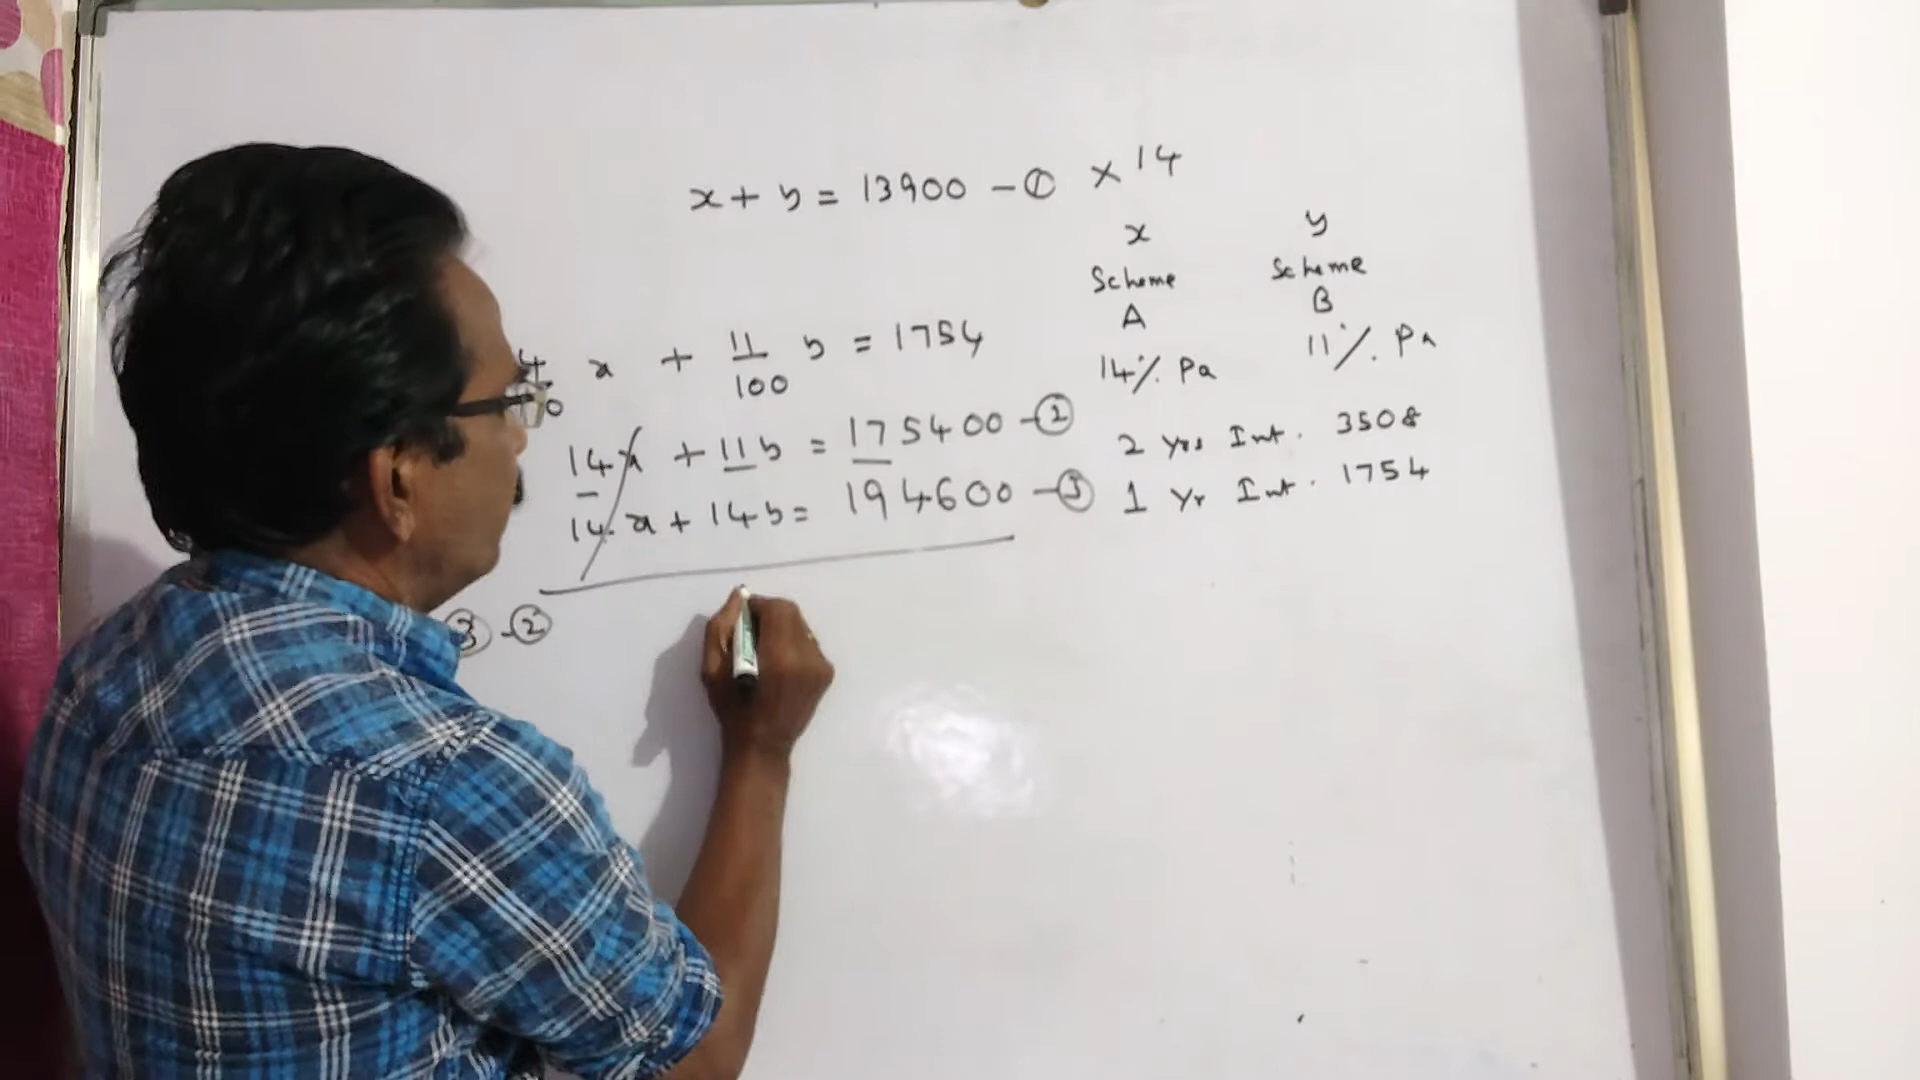 x + y = 13900 - ① × 14
x y
Scheme Scheme
A B
14% Pa 11% Pa
x + 11/100 y = 1754
14x + 11y = 175400 - ②
14x + 14y = 194600 - ③
2 yrs Int. 3508
1 Yr Int. 1754
③ - ②